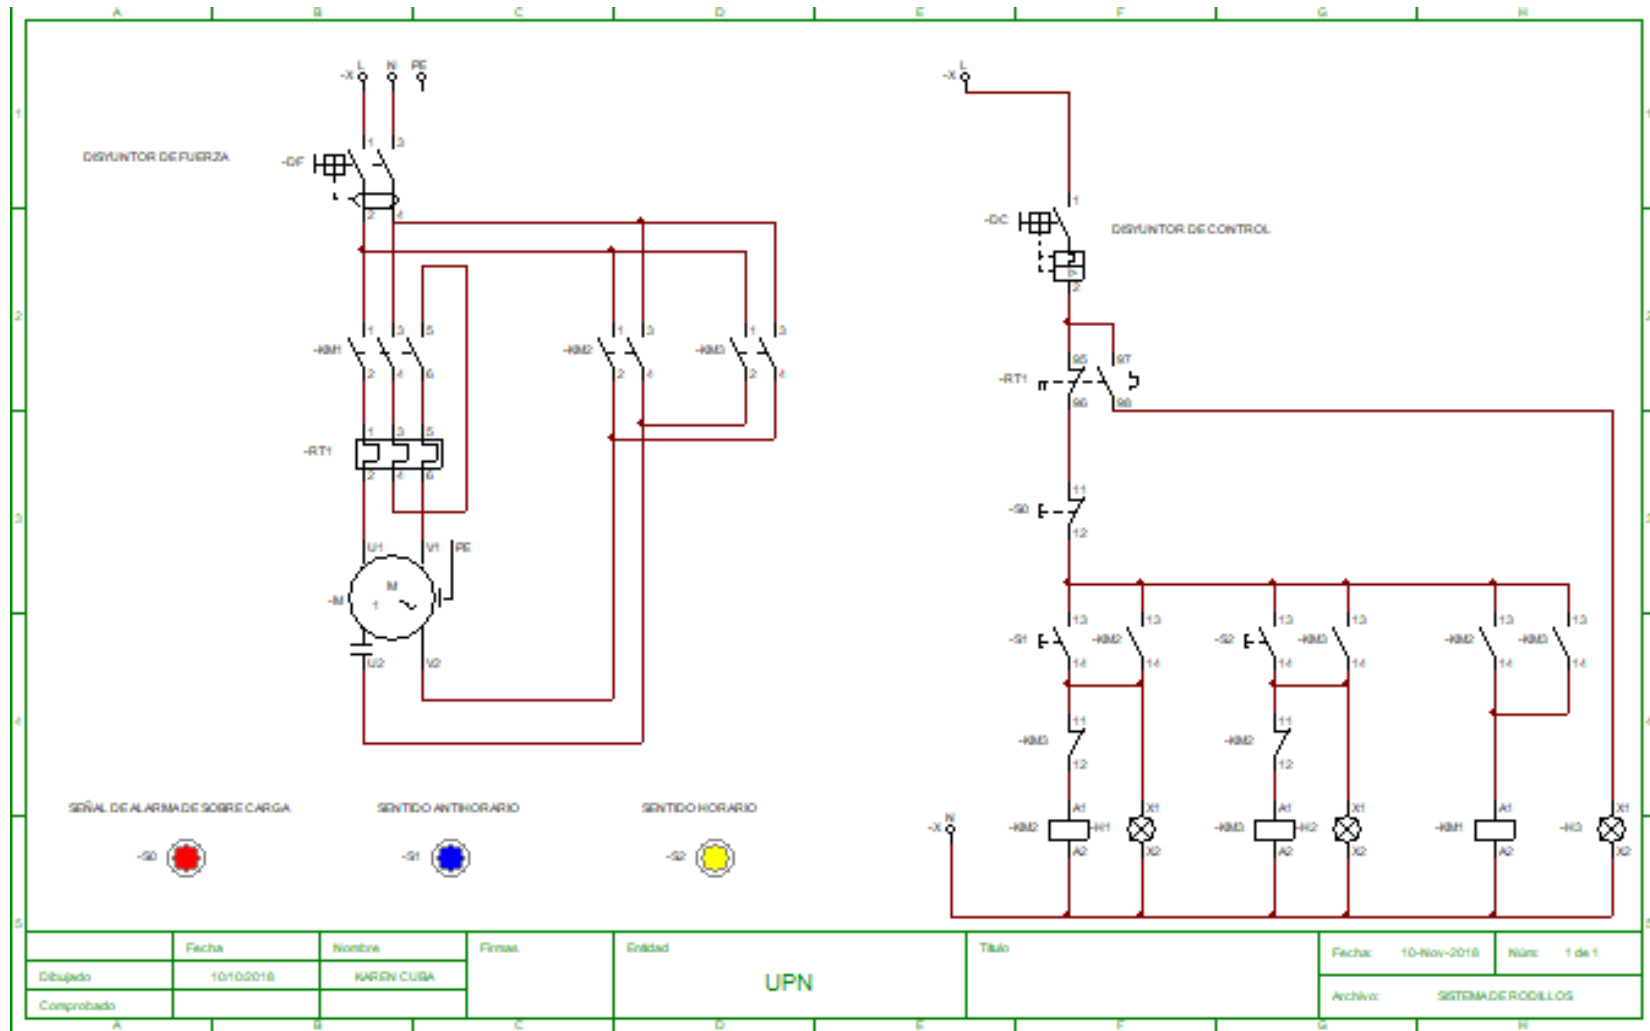 A B C D E F G H
L N PE
-X
L
-X
1
DISYUNTOR DE FUERZA
-DF
1 3
2 4
1
-DC
DISYUNTOR DE CONTROL
2
2
-KM1
1 3 5
2 4 6
-KM2
1 3
2 4
-KM3
1 3
2 4
95 97
-RT1
96 98
-RT1
1 3 5
2 4 6
3
11
-S0
12
U1 V1 PE
M
-M
1
U2 V2
13 13 13 13 13 13
-S1 -KM2 -S2 -KM3 -KM2 -KM3
14 14 14 14 14 14
4
11 11
-KM3 -KM2
12 12
SEÑAL DE ALARMA DE SOBRE CARGA
SENTIDO ANTIHORARIO
SENTIDO HORARIO
-S0 -S1 -S2
N
-X
A1 X1 A1 X1 A1 X1
-KM2 -H1 -KM3 -H2 -KM1 -H3
A2 X2 A2 X2 A2 X2
5
Fecha Nombre Firmas Entidad Título
Fecha: 10-Nov-2018 Núm: 1 de 1
Dibujado 10/10/2018 KAREN CUBA
UPN
Archivo: SISTEMA DE RODILLOS
Comprobado
A B C D E F G H